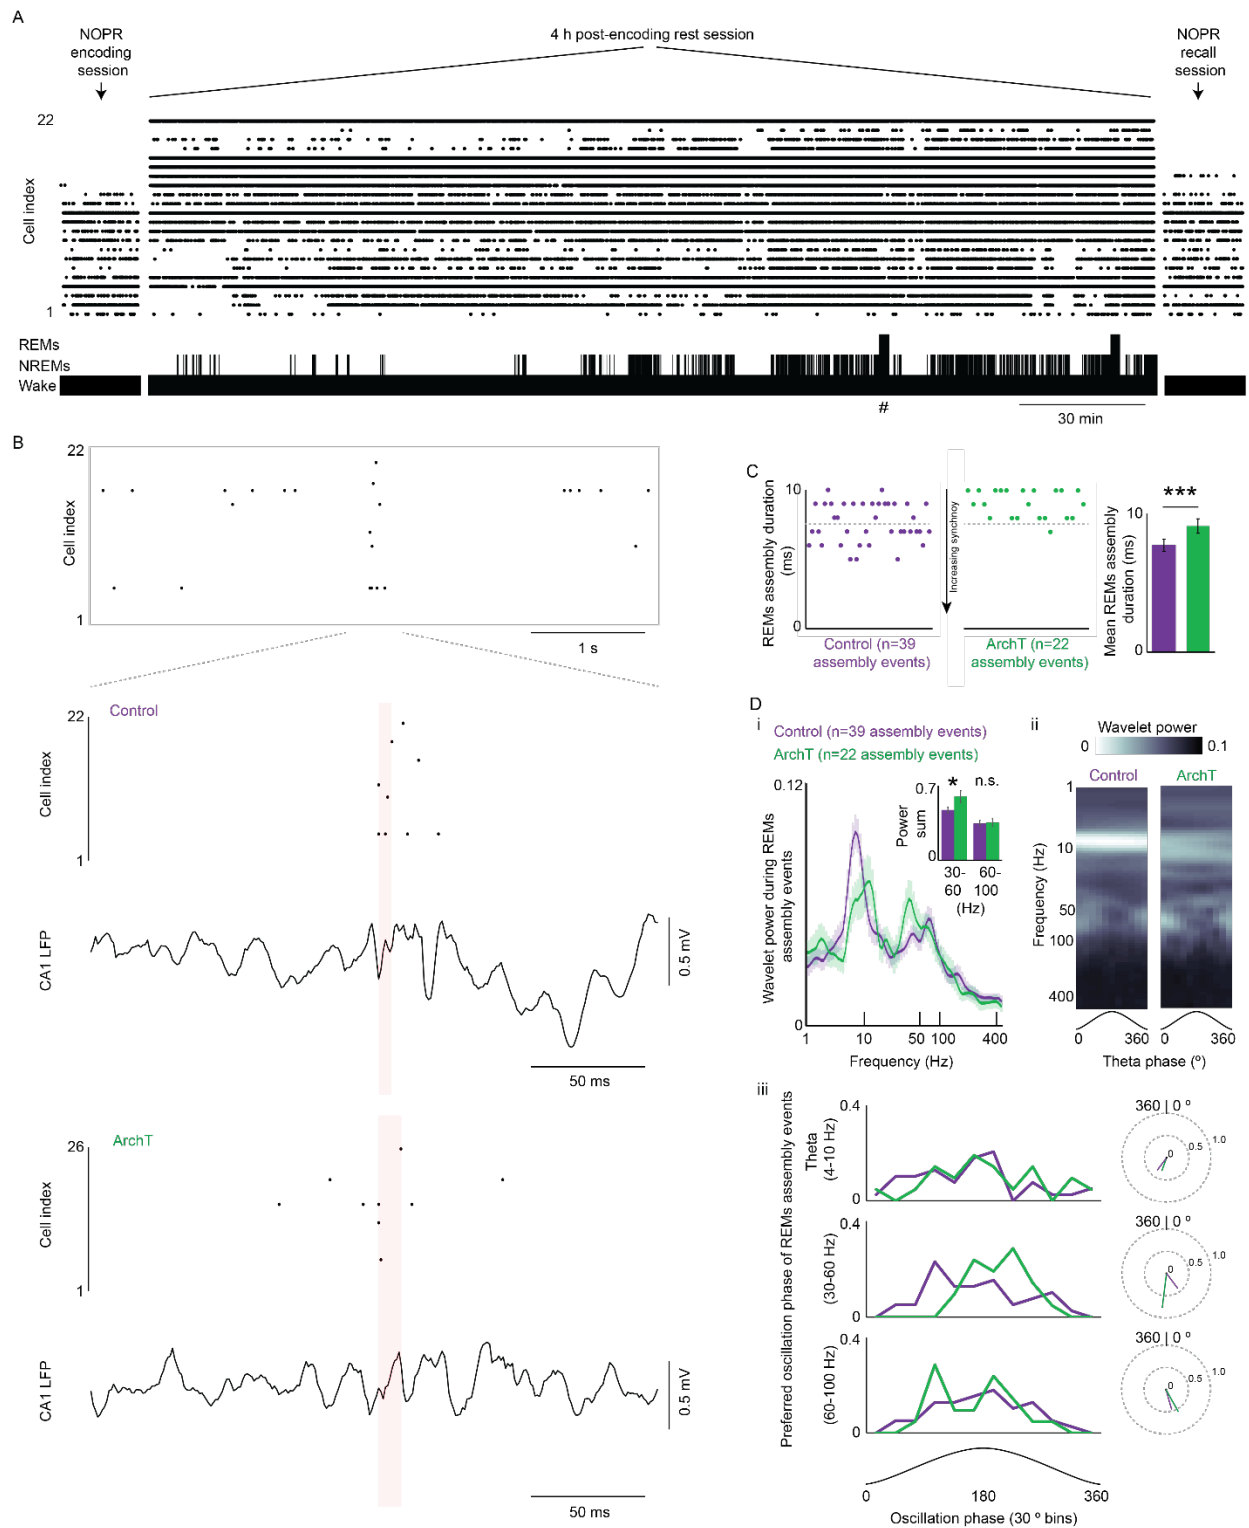 A
NOPR
encoding
session
4 h post-encoding rest session
NOPR
recall
session
22
Cell index
1
REMs
NREMs
Wake
#
30 min
B
22
Cell index
1
1 s
Control
22
Cell index
1
CA1 LFP
0.5 mV
50 ms
ArchT
26
Cell index
1
CA1 LFP
0.5 mV
50 ms
C
REMs assembly duration
(ms)
10
0
Increasing synchnoy
Control (n=39
assembly events)
ArchT (n=22
assembly events)
***
Mean REMs assembly
duration (ms)
10
0
D
i
Control (n=39 assembly events)
ArchT (n=22 assembly events)
Wavelet power during REMs
assembly events
0.12
0
1 10 50 100 400
Frequency (Hz)
Power
sum
0.7
0
* n.s.
30- 60-
60 100
(Hz)
ii
Wavelet power
0 0.1
Control ArchT
Frequency (Hz)
1
10
50
100
400
0 360 0 360
Theta phase (º)
iii
Preferred oscillation phase of REMs assembly events
Theta
(4-10 Hz)
0.4
0
360 | 0 º
0 0.5 1.0
(30-60 Hz)
0.4
0
360 | 0 º
0 0.5 1.0
(60-100 Hz)
0.4
0
360 | 0 º
0 0.5 1.0
0 180 360
Oscillation phase (30 º bins)